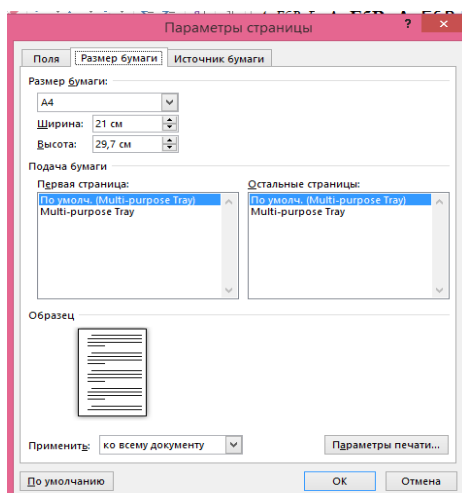 Параметры страницы ? ×
Поля Размер бумаги Источник бумаги
Размер бумаги:
A4
Ширина: 21 см
Высота: 29,7 см
Подача бумаги
Первая страница: Остальные страницы:
По умолч. (Multi-purpose Tray) По умолч. (Multi-purpose Tray)
Multi-purpose Tray Multi-purpose Tray
Образец
Применить: ко всему документу Параметры печати...
По умолчанию ОК Отмена